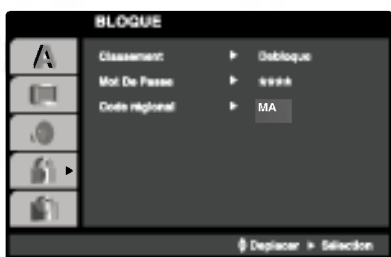 BLOQUE
A
Classement ► Debloque
Mot De Passe ► ****
Code régional ► MA
Deplacer ► Sélection